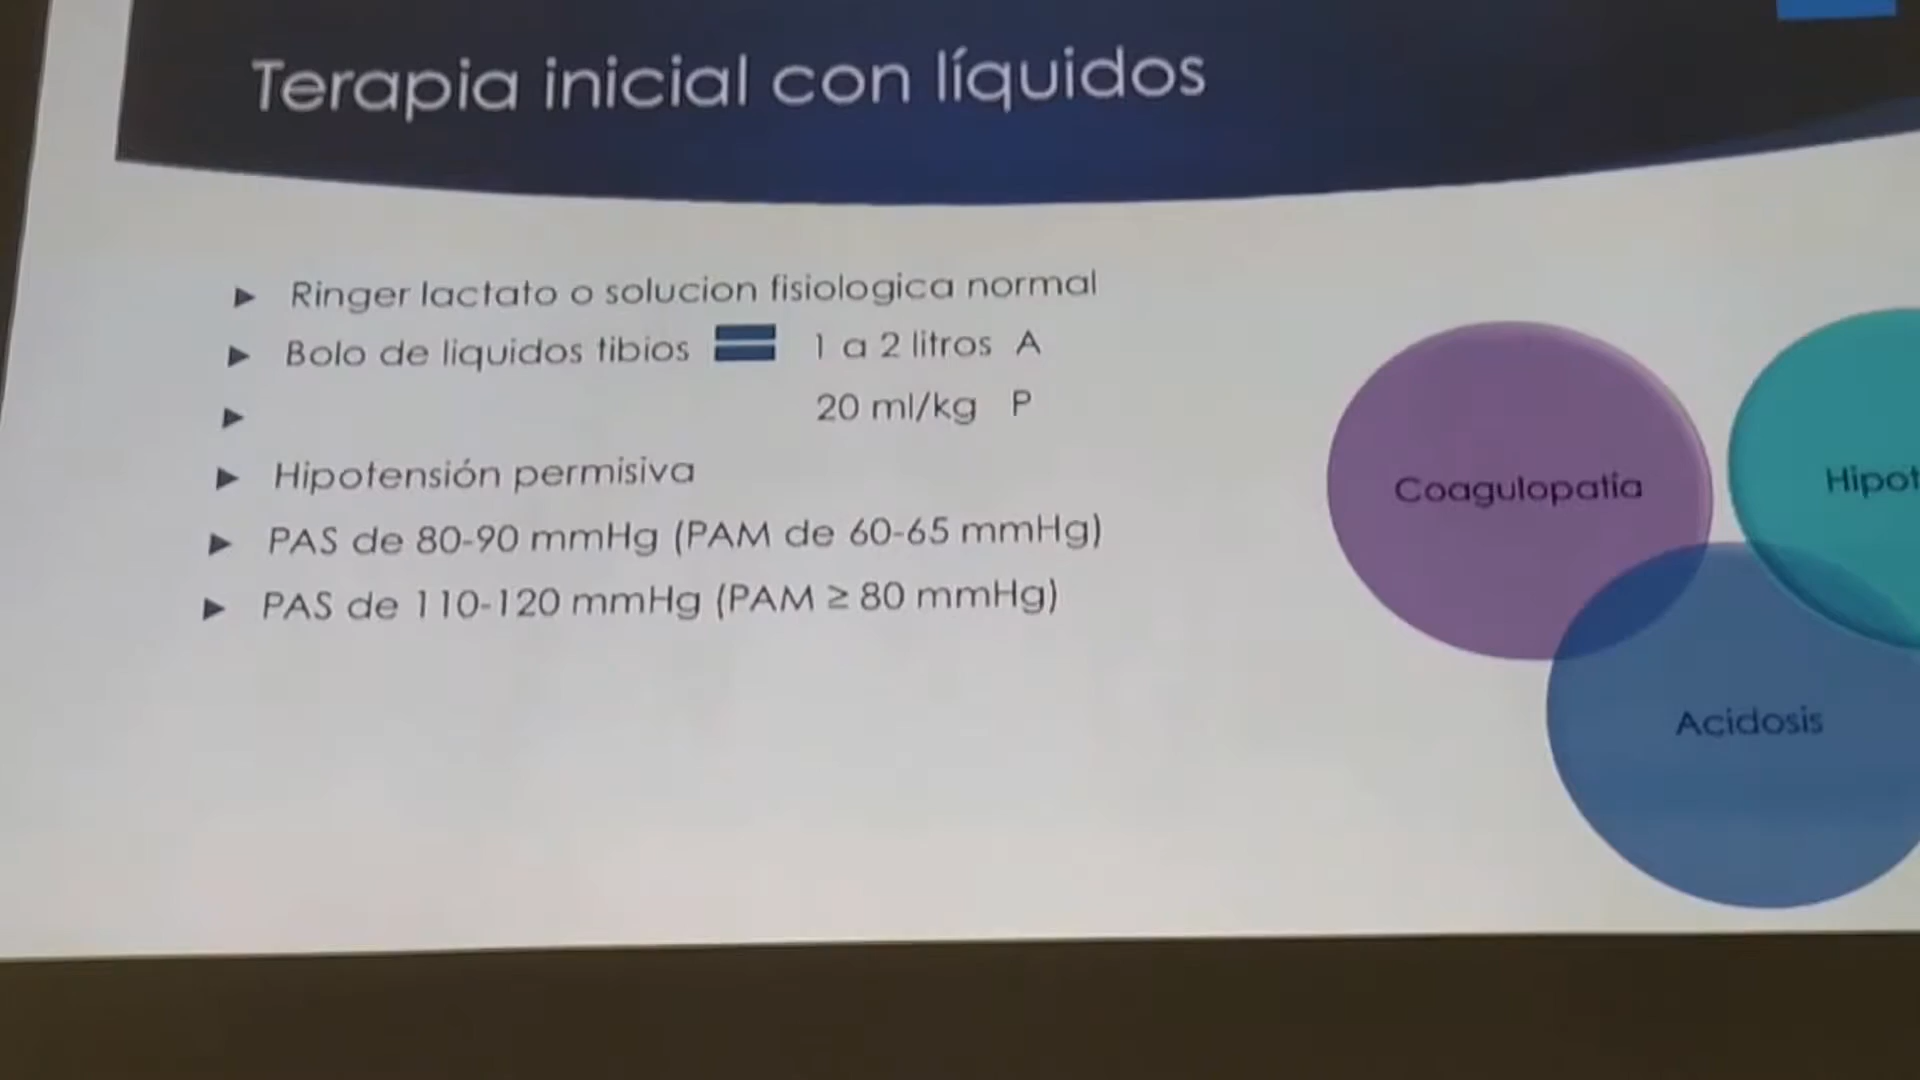 Terapia inicial con líquidos
Ringer lactato o solucion fisiologica normal
Bolo de liquidos tibios = 1 a 2 litros A
20 ml/kg P
Hipotensión permisiva
PAS de 80-90 mmHg (PAM de 60-65 mmHg)
PAS de 110-120 mmHg (PAM ≥ 80 mmHg)
Coagulopatía
Hipot
Acidosis